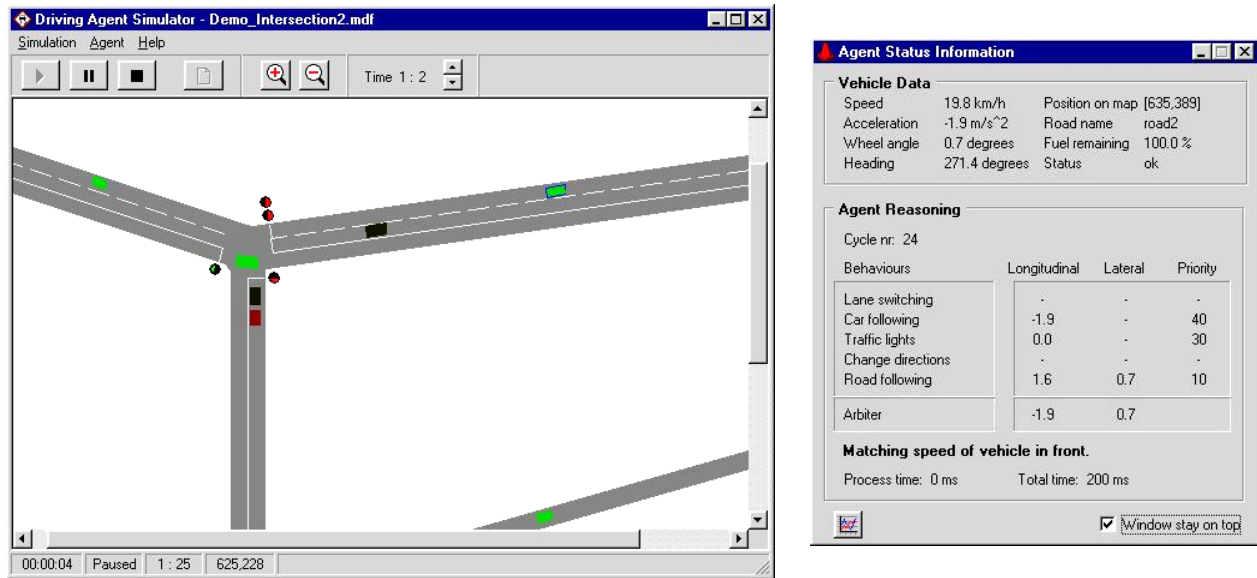 Driving Agent Simulator - Demo_Intersection2.mdf
Simulation Agent Help
Time 1 : 2
00:00:04 Paused 1 : 25 625,228
Agent Status Information
Vehicle Data
Speed 19.8 km/h Position on map [635,389]
Acceleration -1.9 m/s^2 Road name road2
Wheel angle 0.7 degrees Fuel remaining 100.0 %
Heading 271.4 degrees Status ok
Agent Reasoning
Cycle nr: 24
Behaviours Longitudinal Lateral Priority
Lane switching - - -
Car following -1.9 - 40
Traffic lights 0.0 - 30
Change directions - - -
Road following 1.6 0.7 10
Arbiter -1.9 0.7
Matching speed of vehicle in front.
Process time: 0 ms Total time: 200 ms
Window stay on top